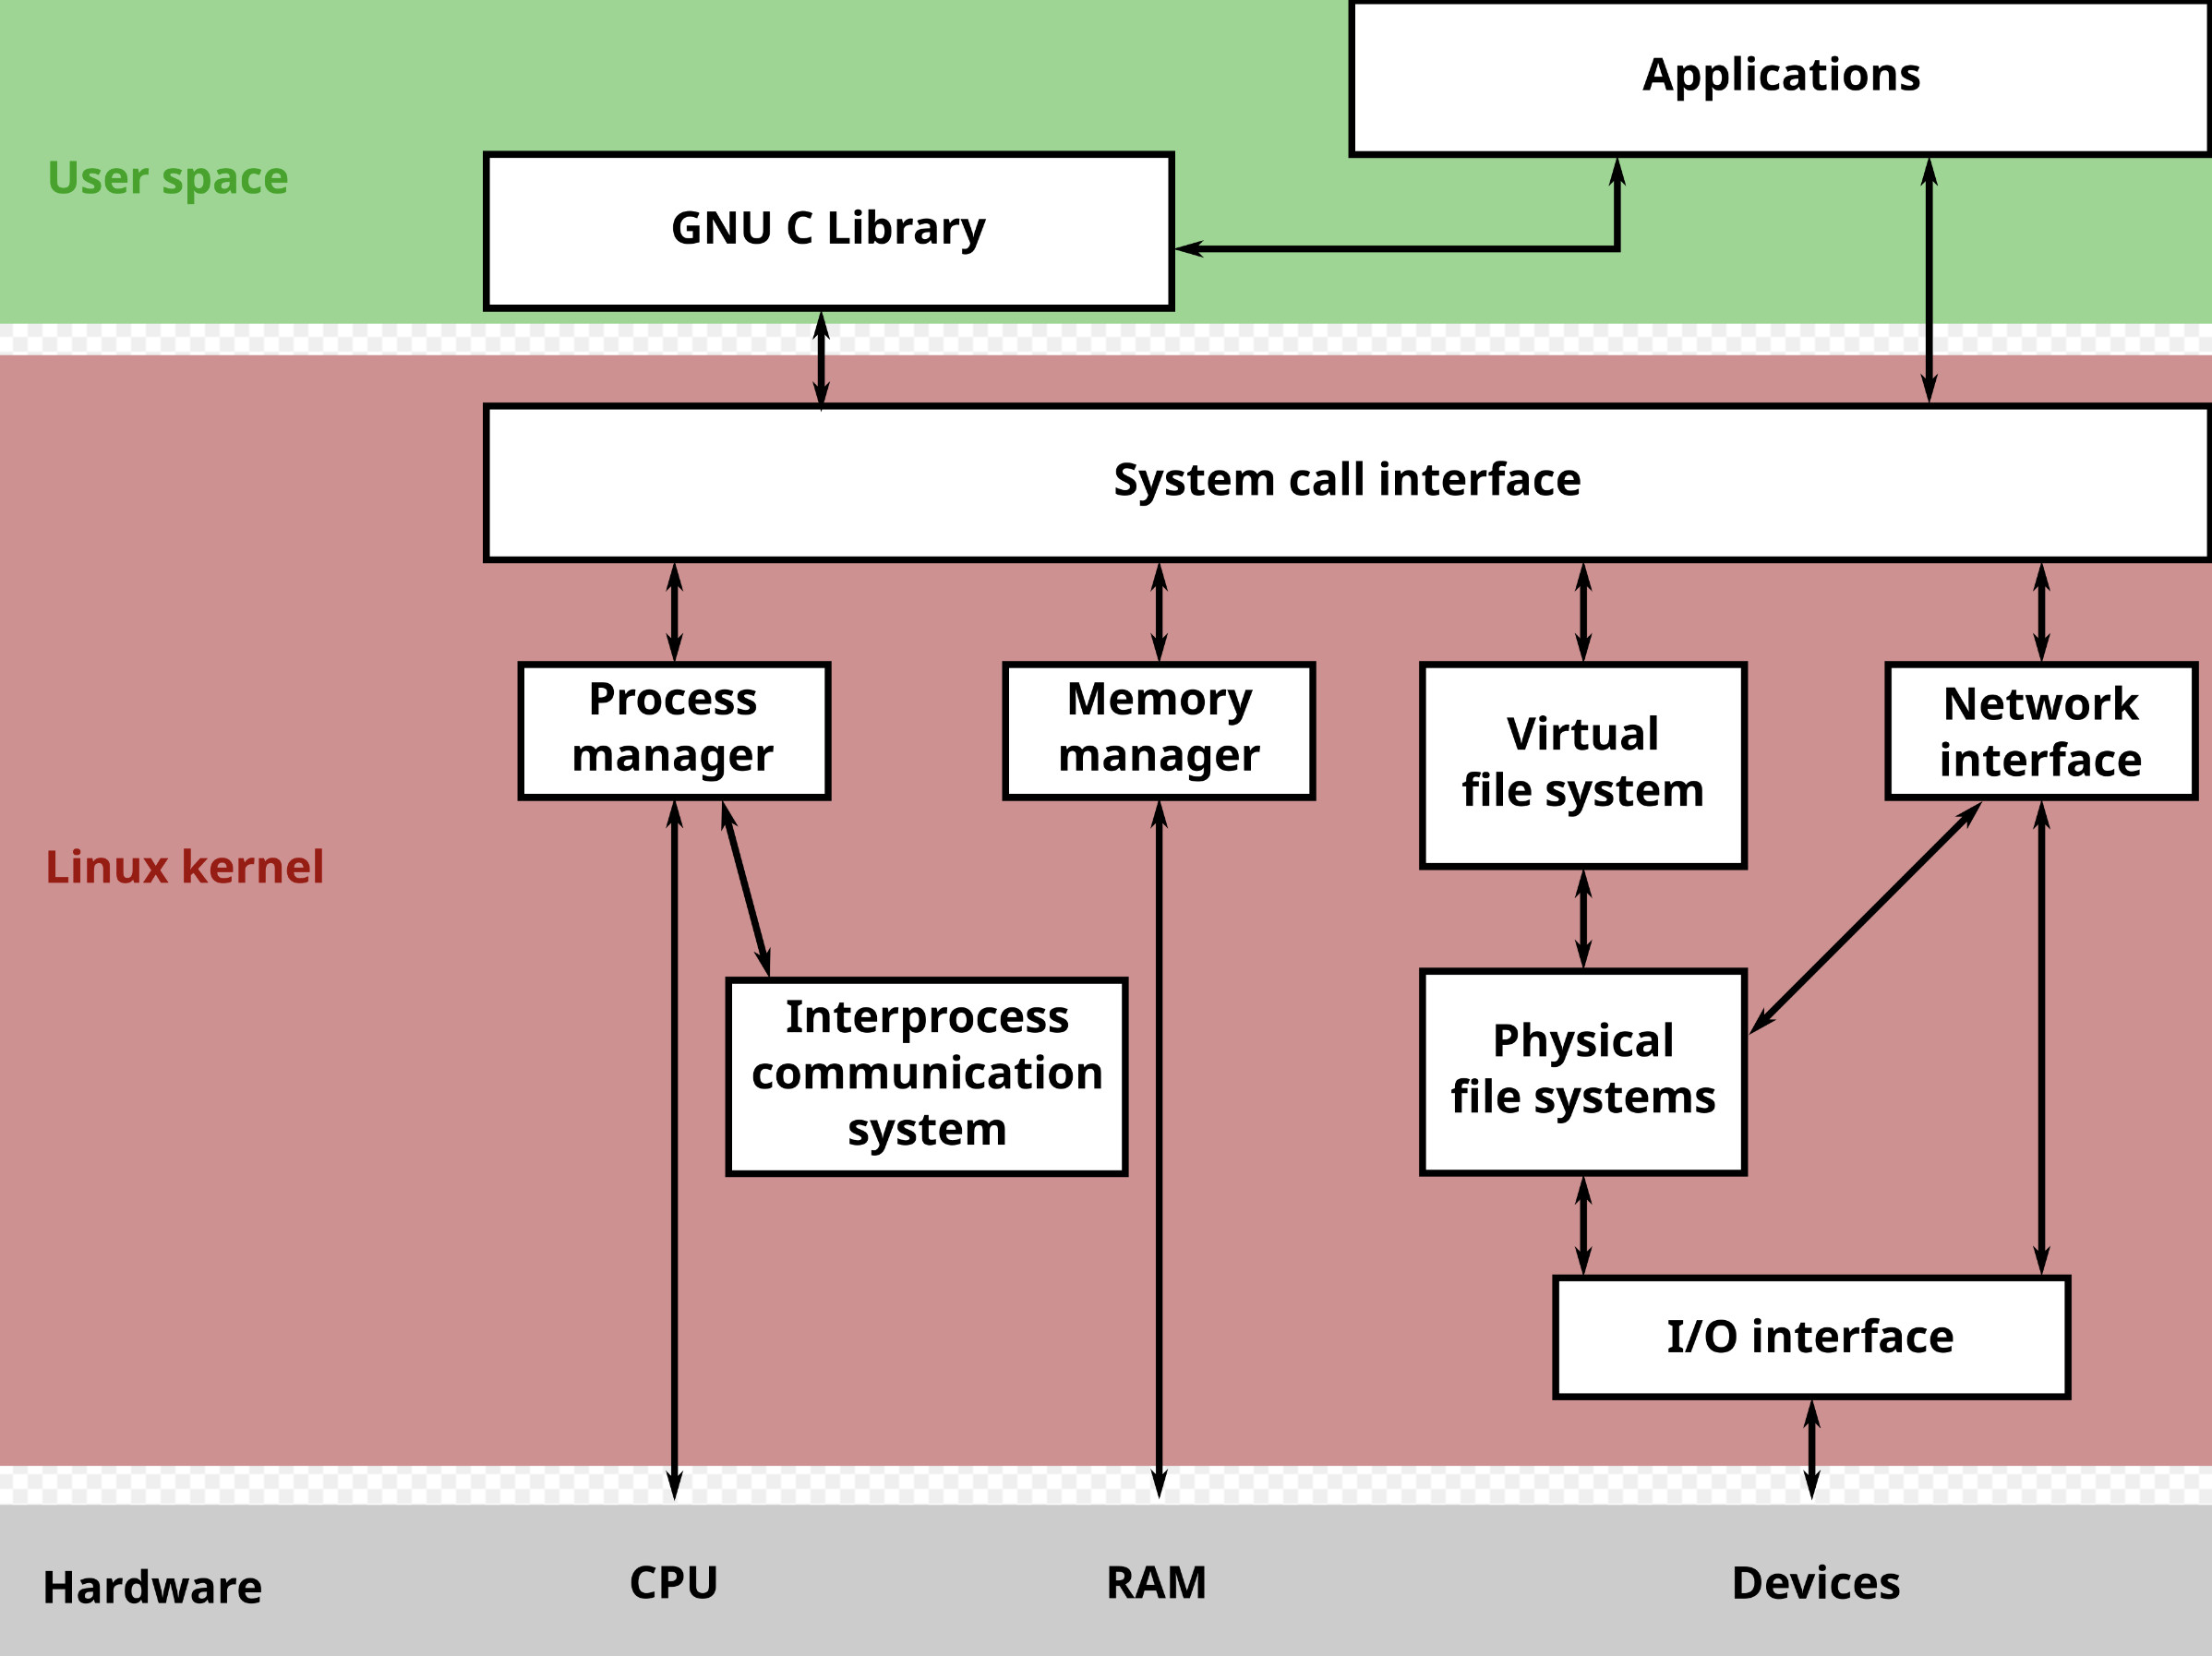 Applications
User space
GNU C Library
System call interface
Process
manager
Memory
manager
Virtual
file system
Network
interface
Linux kernel
Interprocess
communication
system
Physical
file systems
I/O interface
Hardware
CPU
RAM
Devices